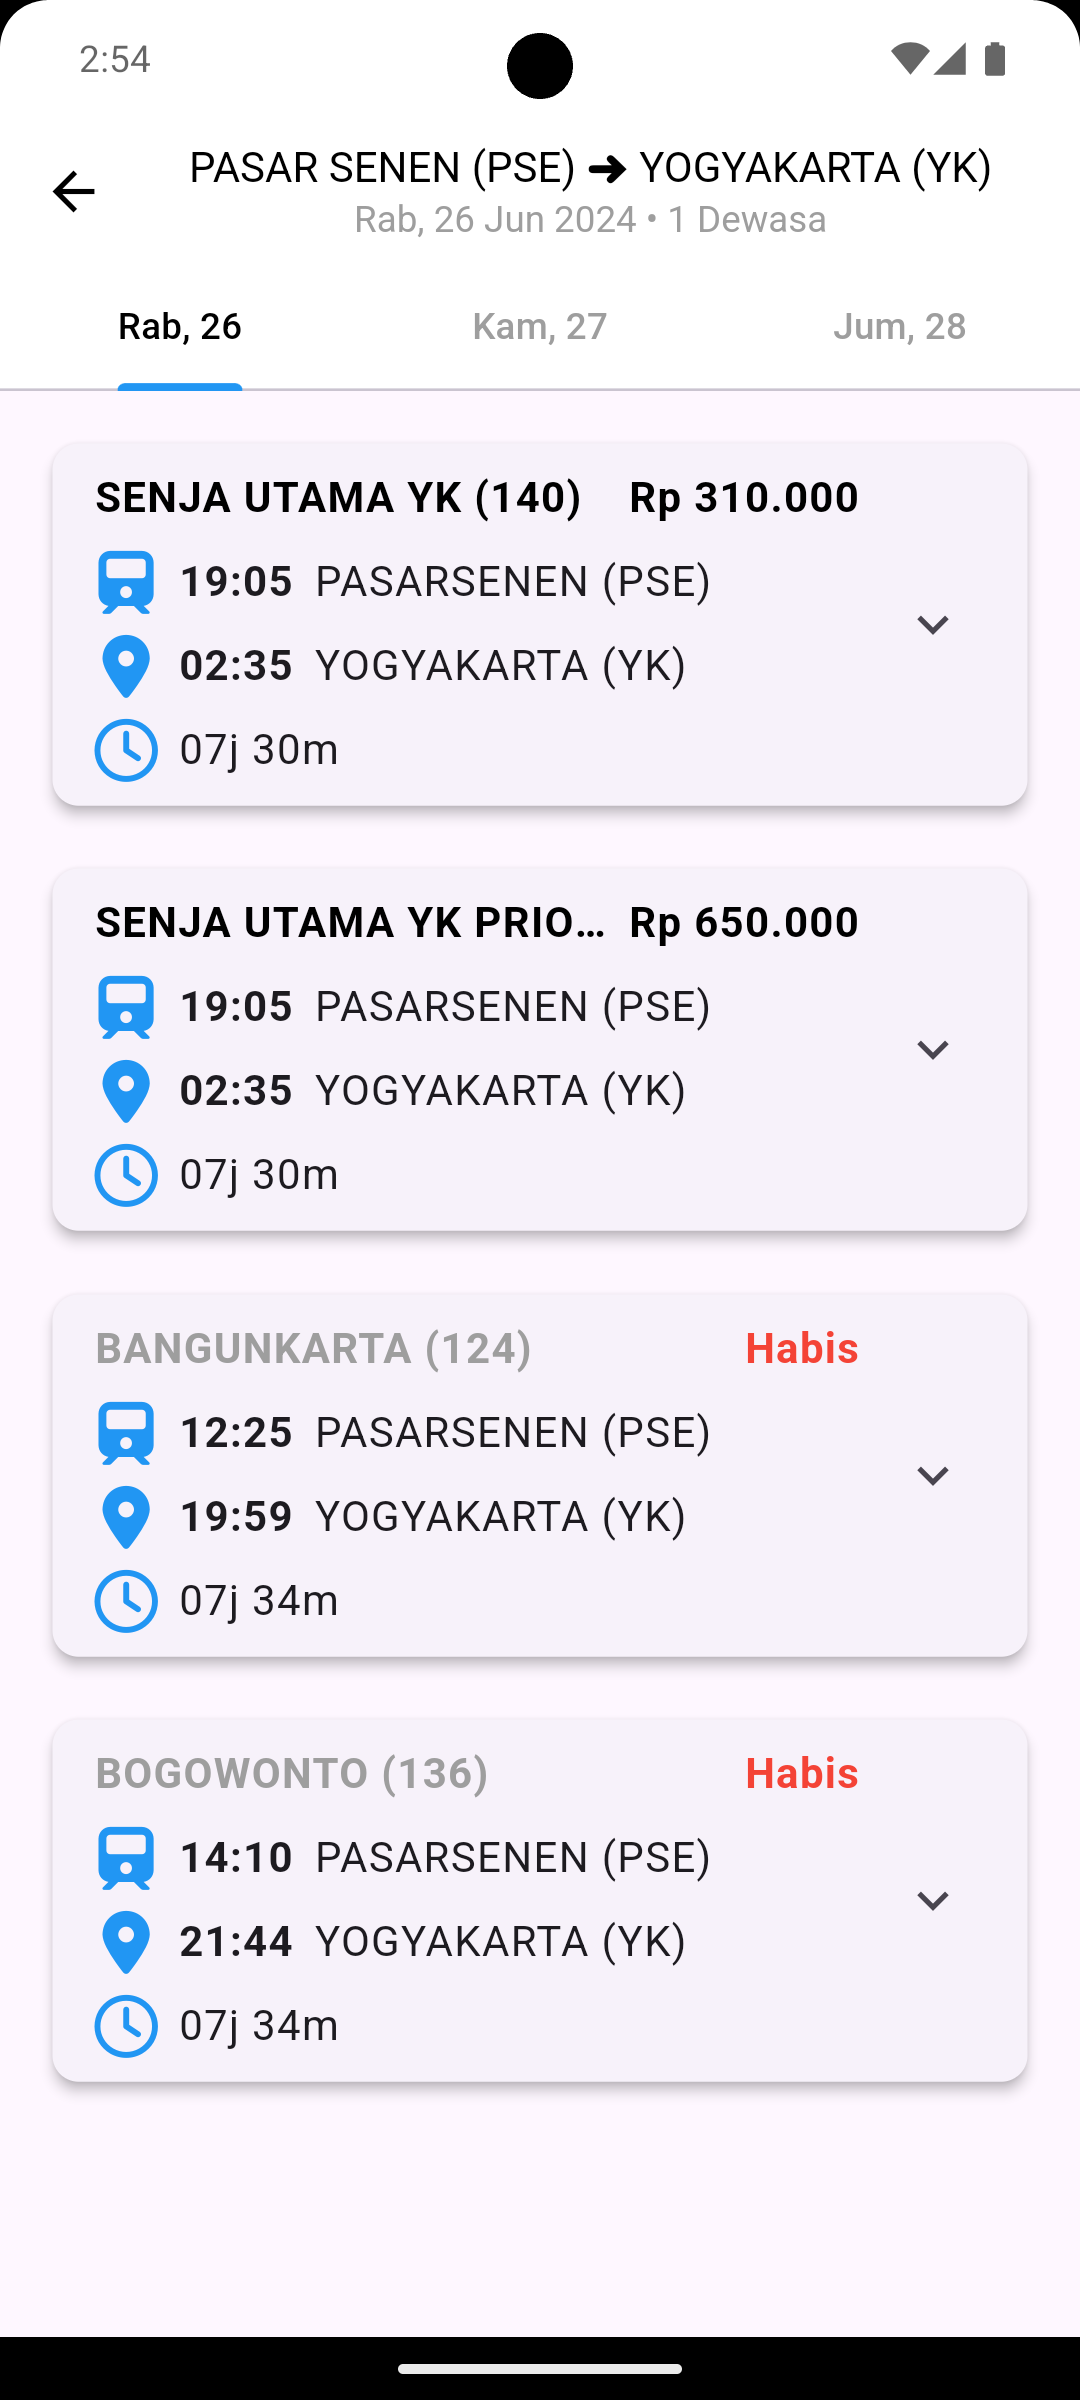 2:54
PASAR SENEN (PSE) ➜ YOGYAKARTA (YK)
Rab, 26 Jun 2024 • 1 Dewasa
Rab, 26 Kam, 27 Jum, 28
SENJA UTAMA YK (140) Rp 310.000
19:05 PASARSENEN (PSE)
02:35 YOGYAKARTA (YK)
07j 30m
SENJA UTAMA YK PRIO… Rp 650.000
19:05 PASARSENEN (PSE)
02:35 YOGYAKARTA (YK)
07j 30m
BANGUNKARTA (124) Habis
12:25 PASARSENEN (PSE)
19:59 YOGYAKARTA (YK)
07j 34m
BOGOWONTO (136) Habis
14:10 PASARSENEN (PSE)
21:44 YOGYAKARTA (YK)
07j 34m